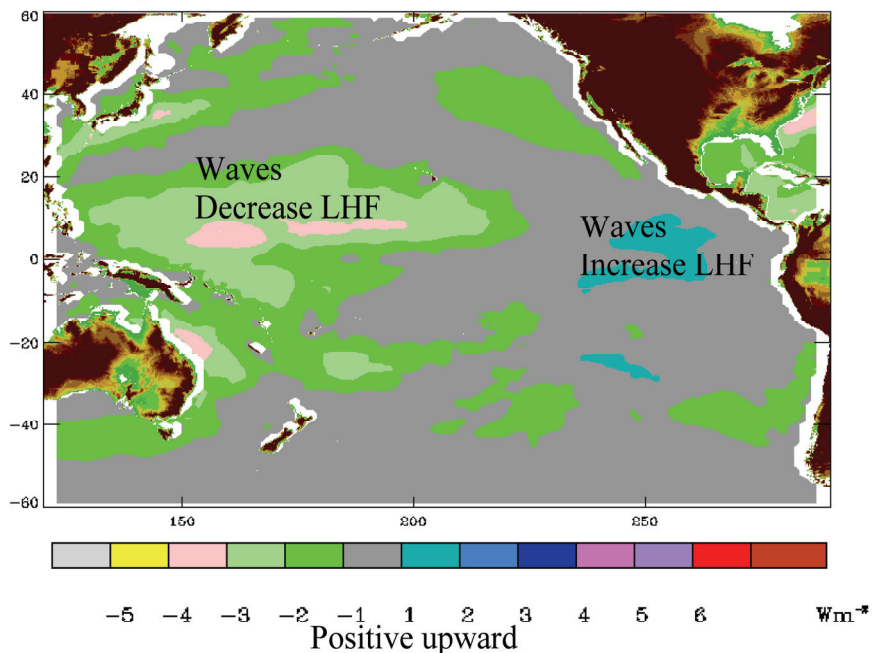 60
40
20
0
-20
-40
-60
Waves
Decrease LHF
Waves
Increase LHF
150 200 250
-5 -4 -3 -2 -1 1 2 3 4 5 6 Wm⁻²
Positive upward